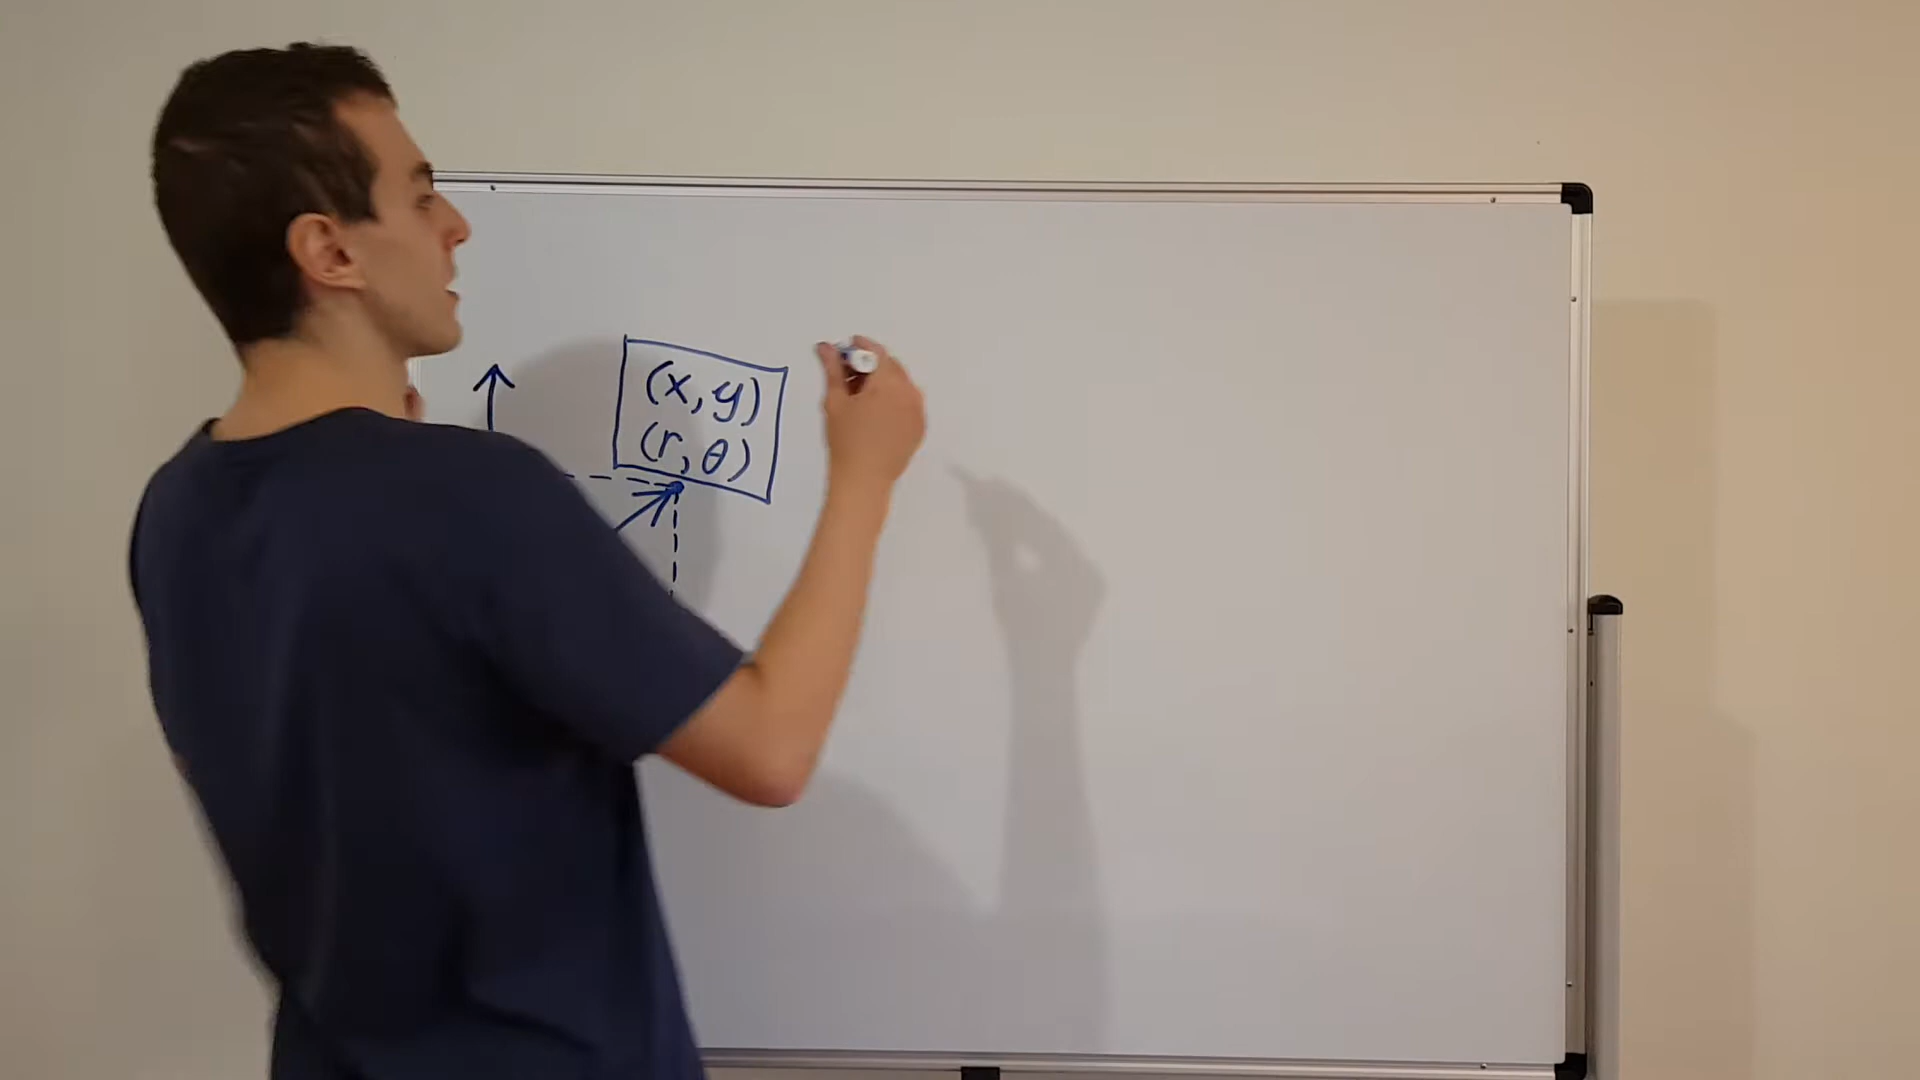 (x, y)
(r, θ)